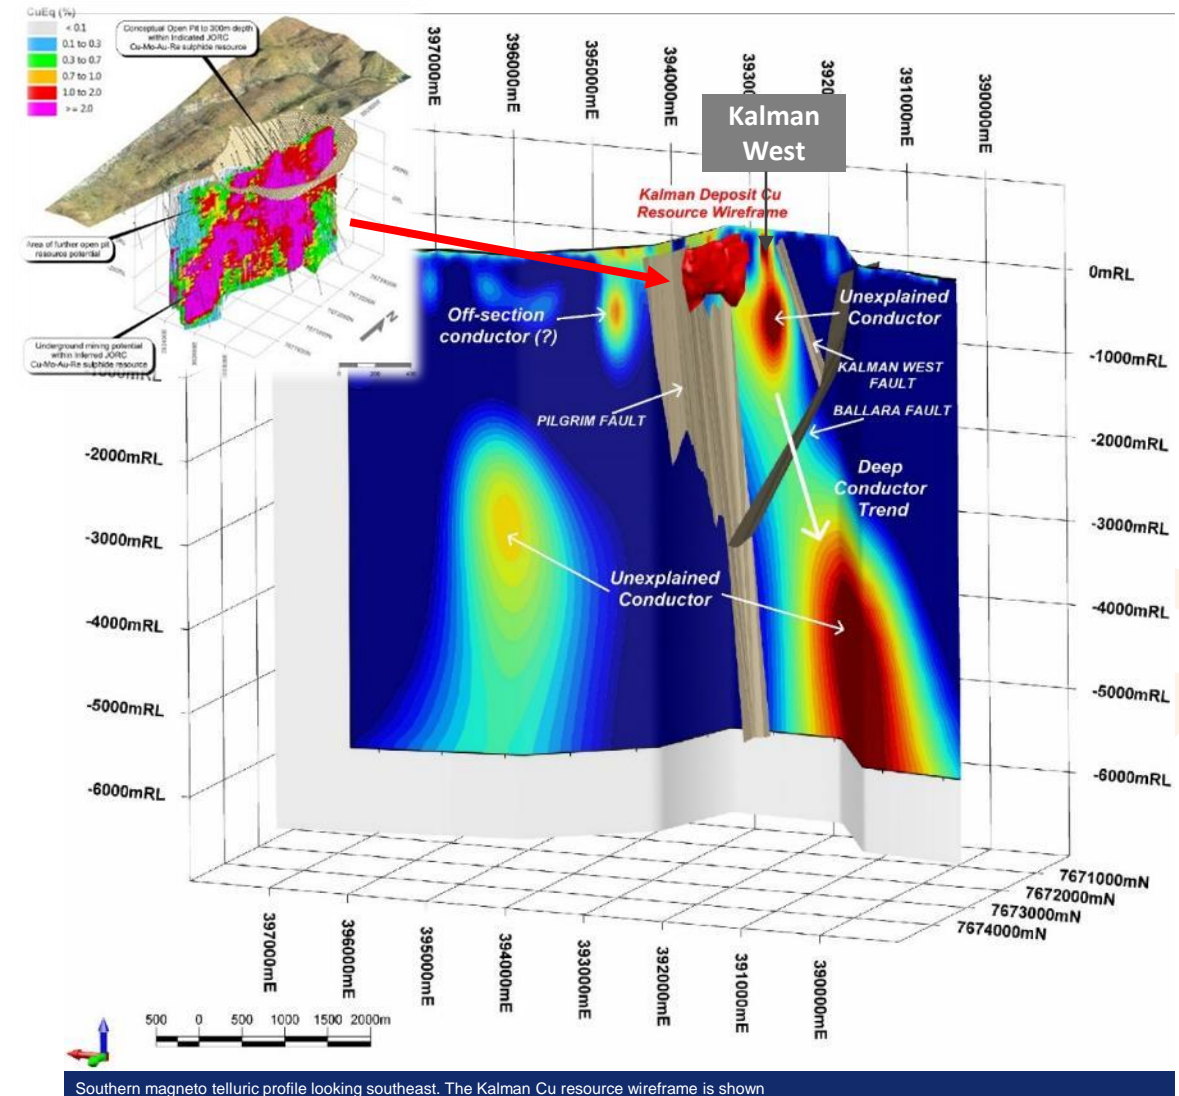 CuEq (%)
< 0.1
0.1 to 0.3
0.3 to 0.7
0.7 to 1.0
1.0 to 2.0
>= 2.0
Conceptual Open Pit to 300m depth
within Indicated JORC
Cu-Mo-Au-Re sulphide resource
Area of further open pit
resource potential
Underground mining potential
within Inferred JORC
Cu-Mo-Au-Re sulphide resource
N
397000mE
396000mE
395000mE
394000mE
391000mE
390000mE
Kalman
West
Kalman Deposit Cu
Resource Wireframe
Off-section
conductor (?)
Unexplained
Conductor
KALMAN WEST
FAULT
BALLARA FAULT
PILGRIM FAULT
Deep
Conductor
Trend
Unexplained
Conductor
0mRL
-1000mRL
-2000mRL
-3000mRL
-4000mRL
-5000mRL
-6000mRL
-2000mRL
-3000mRL
-4000mRL
-5000mRL
-6000mRL
7671000mN
7672000mN
7673000mN
7674000mN
397000mE
396000mE
395000mE
394000mE
393000mE
392000mE
391000mE
390000mE
500 0 500 1000 1500 2000m
Southern magneto telluric profile looking southeast. The Kalman Cu resource wireframe is shown